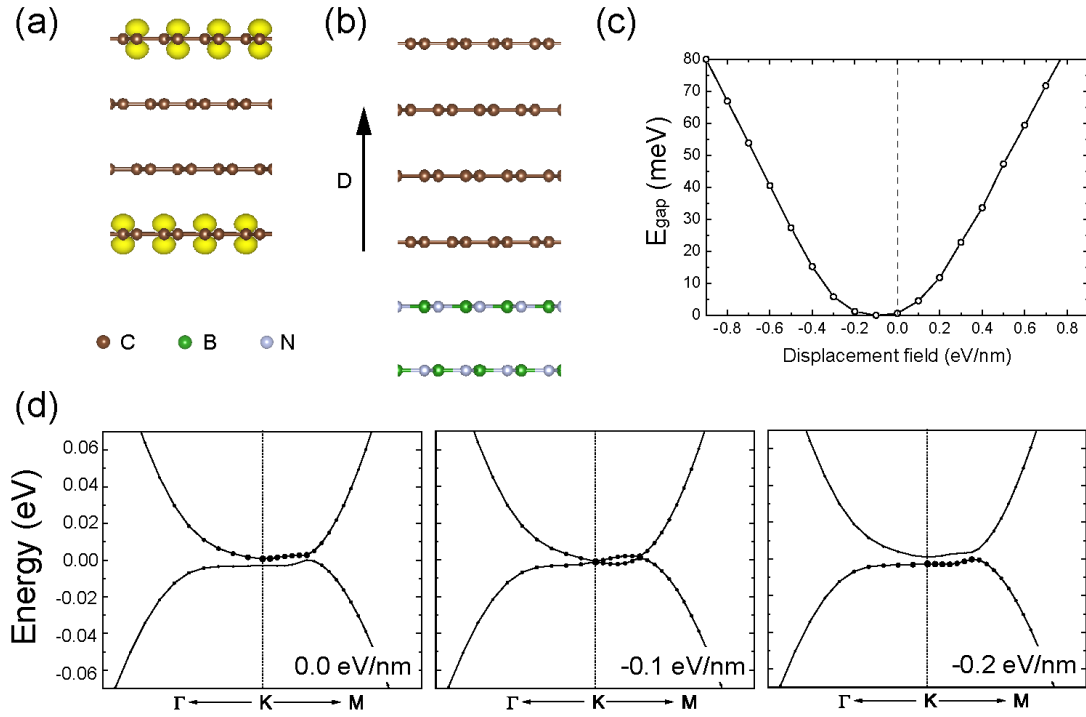 (a)
(b)
(c)
D
C
B
N
E_gap (meV)
80
70
60
50
40
30
20
10
0
-0.8
-0.6
-0.4
-0.2
0.0
0.2
0.4
0.6
0.8
Displacement field (eV/nm)
(d)
Energy (eV)
0.06
0.04
0.02
0.00
-0.02
-0.04
-0.06
0.0 eV/nm
-0.1 eV/nm
-0.2 eV/nm
Γ ← K → M
Γ ← K → M
Γ ← K → M